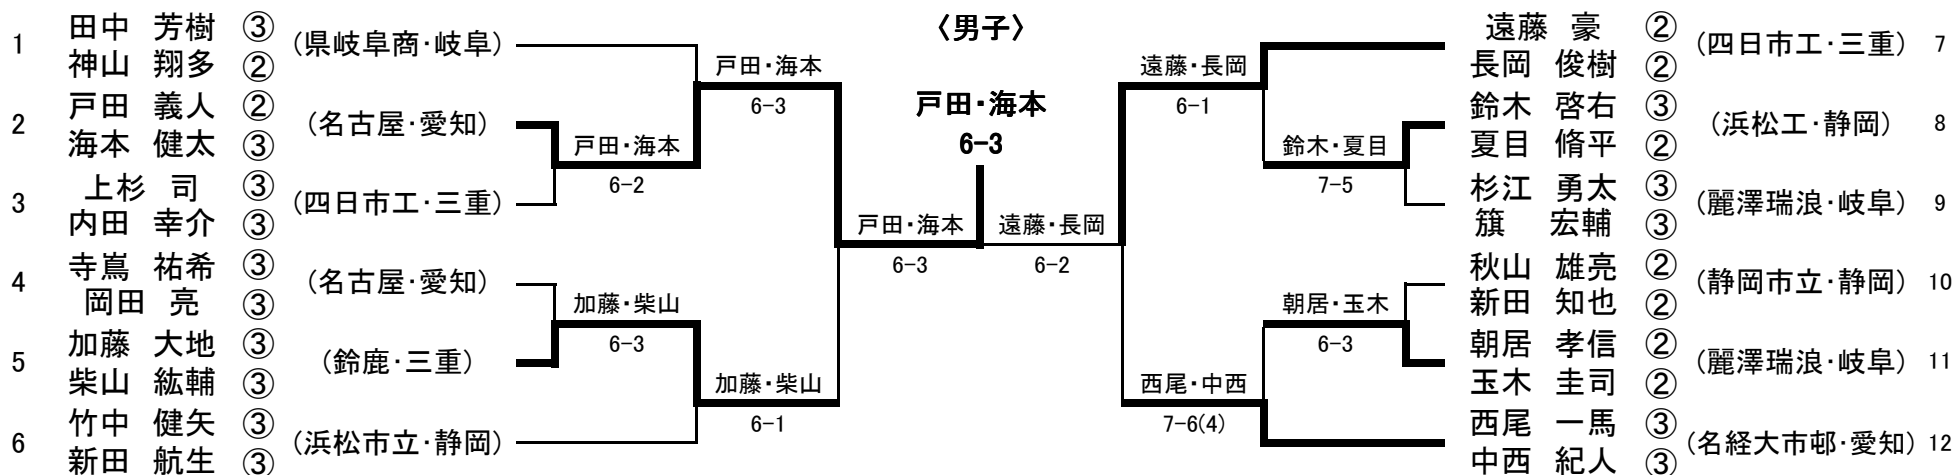 〈男子〉
1 田中 芳樹 ③ (県岐阜商･岐阜)
神山 翔多 ②
2 戸田 義人 ② (名古屋･愛知)
海本 健太 ③
3 上杉 司 ③ (四日市工･三重)
内田 幸介 ③
4 寺嶌 祐希 ③ (名古屋･愛知)
岡田 亮 ③
5 加藤 大地 ③ (鈴鹿･三重)
柴山 紘輔 ③
6 竹中 健矢 ③ (浜松市立･静岡)
新田 航生 ③
戸田・海本
6-2
加藤・柴山
6-3
戸田・海本
6-3
加藤・柴山
6-1
戸田・海本
6-3
戸田・海本
6-3
遠藤・長岡
6-2
遠藤・長岡
6-1
西尾・中西
7-6(4)
鈴木・夏目
7-5
朝居・玉木
6-3
遠藤 豪 ② (四日市工･三重) 7
長岡 俊樹 ②
鈴木 啓右 ③ (浜松工･静岡) 8
夏目 脩平 ②
杉江 勇太 ③ (麗澤瑞浪･岐阜) 9
籏 宏輔 ③
秋山 雄亮 ② (静岡市立･静岡) 10
新田 知也 ②
朝居 孝信 ② (麗澤瑞浪･岐阜) 11
玉木 圭司 ②
西尾 一馬 ③ (名経大市邨･愛知) 12
中西 紀人 ③